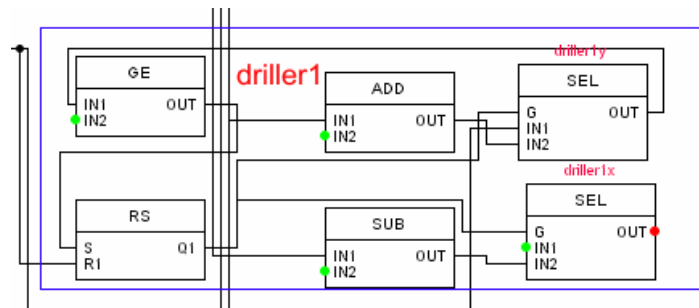 driller1y
GE
driller1
ADD
SEL
IN1 OUT
IN2
IN1 OUT
IN2
G OUT
IN1
IN2
driller1x
RS
SUB
SEL
S Q1
R1
IN1 OUT
IN2
G OUT
IN1
IN2